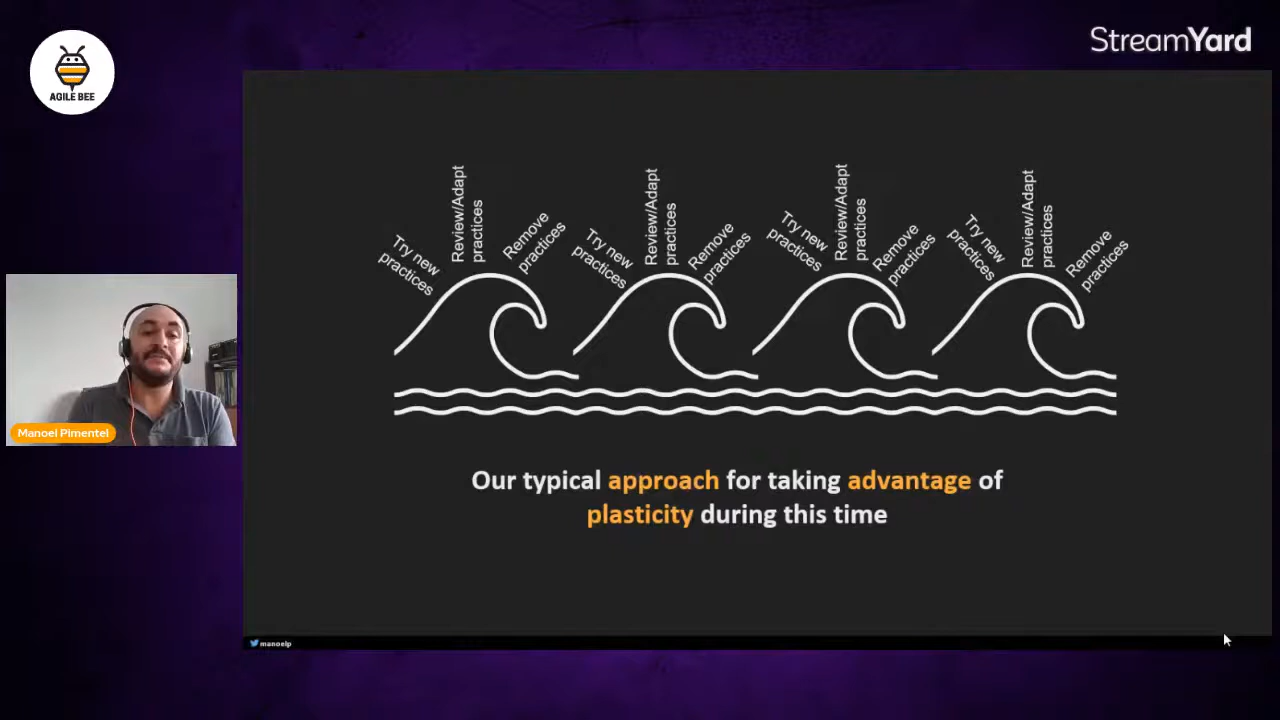 AGILE BEE
StreamYard
Try new
practices
Review/Adapt
practices
Remove
practices
Try new
practices
Review/Adapt
practices
Remove
practices
Try new
practices
Review/Adapt
practices
Remove
practices
Try new
practices
Review/Adapt
practices
Remove
practices
Manoel Pimentel
Our typical approach for taking advantage of
plasticity during this time
manoelp